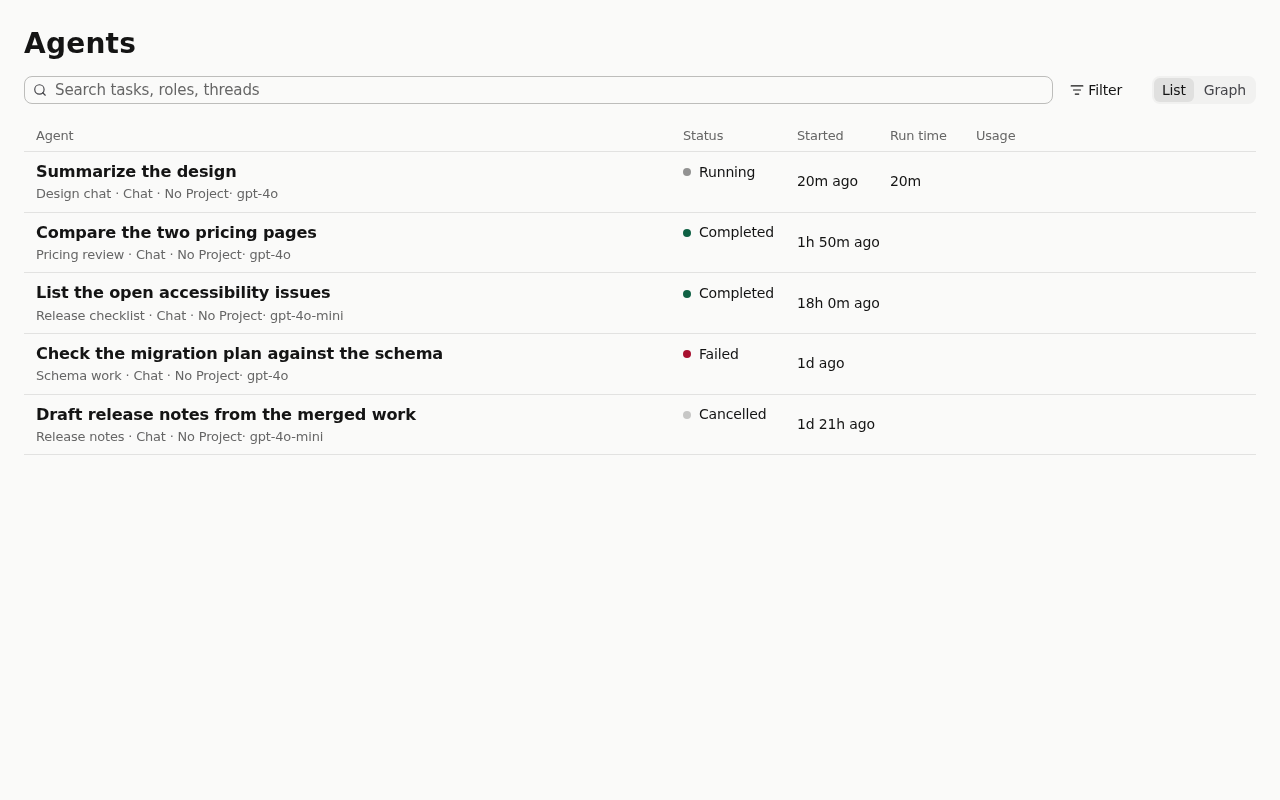 Agents
Search tasks, roles, threads
Filter
List
Graph
Agent
Status
Started
Run time
Usage
Summarize the design
Design chat · Chat · No Project· gpt-4o
Running
20m ago
20m
Compare the two pricing pages
Pricing review · Chat · No Project· gpt-4o
Completed
1h 50m ago
List the open accessibility issues
Release checklist · Chat · No Project· gpt-4o-mini
Completed
18h 0m ago
Check the migration plan against the schema
Schema work · Chat · No Project· gpt-4o
Failed
1d ago
Draft release notes from the merged work
Release notes · Chat · No Project· gpt-4o-mini
Cancelled
1d 21h ago